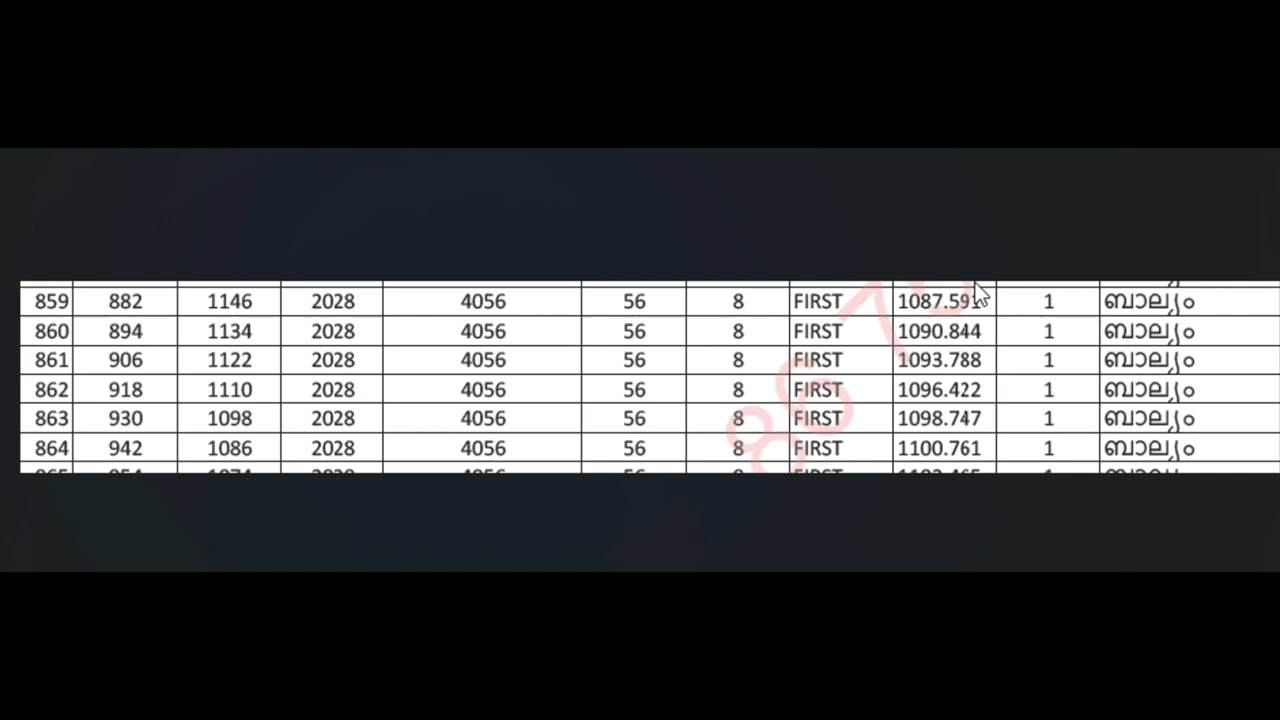 859 882 1146 2028 4056 56 8 FIRST 1087.591 1 ബാല്യം
860 894 1134 2028 4056 56 8 FIRST 1090.844 1 ബാല്യം
861 906 1122 2028 4056 56 8 FIRST 1093.788 1 ബാല്യം
862 918 1110 2028 4056 56 8 FIRST 1096.422 1 ബാല്യം
863 930 1098 2028 4056 56 8 FIRST 1098.747 1 ബാല്യം
864 942 1086 2028 4056 56 8 FIRST 1100.761 1 ബാല്യം